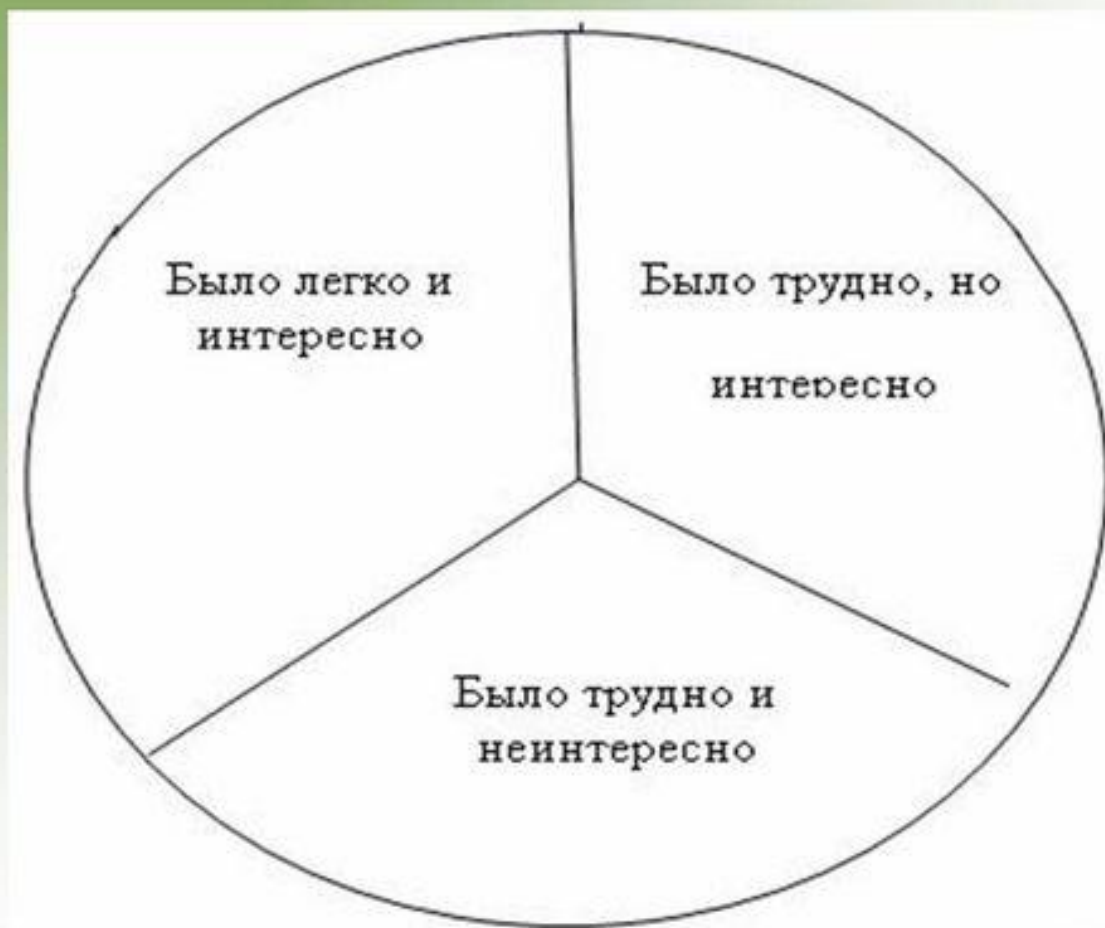 Было легко и
интересно
Было трудно, но
интересно
Было трудно и
неинтересно